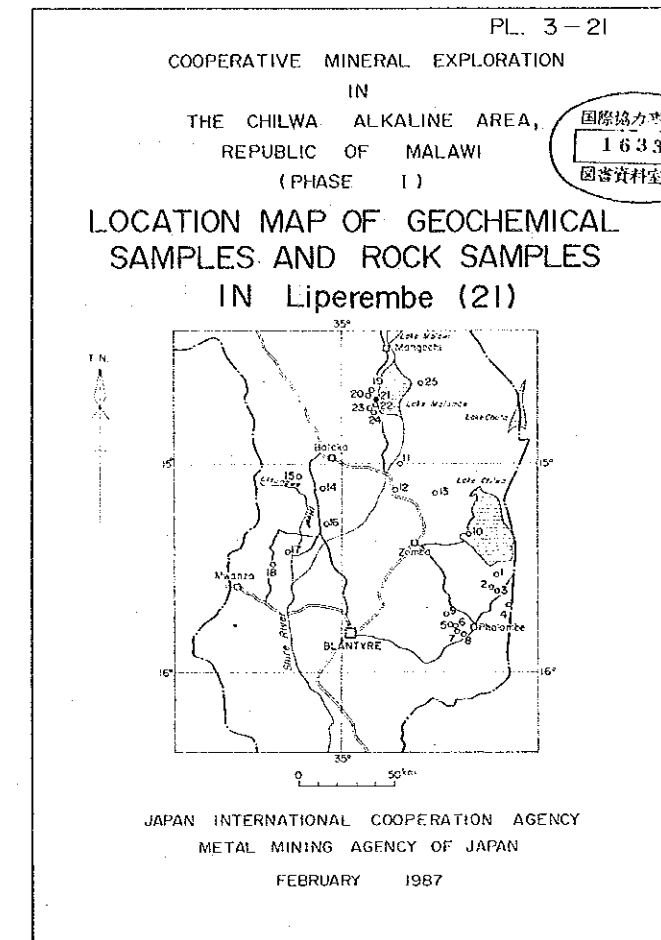 PL. 3-21
COOPERATIVE MINERAL EXPLORATION
IN
THE CHILWA ALKALINE AREA,
REPUBLIC OF MALAWI
(PHASE I)
国際協力事
1633
図書資料室
LOCATION MAP OF GEOCHEMICAL
SAMPLES AND ROCK SAMPLES
IN Liperembe (21)
T.N.
35°
Lake Malawi
Mangochi
19
25
20
21
22
Lake Malombe
23
24
Lake Chiuta
Balaka
15°
11
15°
15
14
12
13
Lake Chilwa
16
10
17
Zomba
18
1
Mwanza
2
3
4
9
5
6
Phalombe
7
8
Shire River
BLANTYRE
16°
16°
35°
0 50 km
JAPAN INTERNATIONAL COOPERATION AGENCY
METAL MINING AGENCY OF JAPAN
FEBRUARY 1987